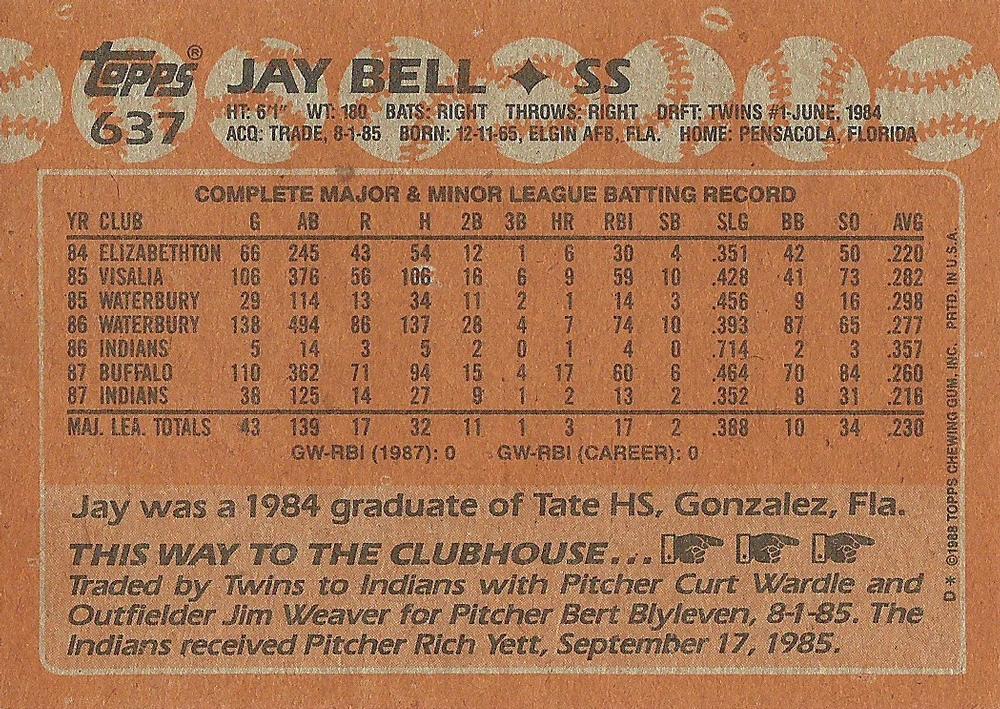 Topps®
637
JAY BELL ✦ SS
HT: 6'1" WT: 180 BATS: RIGHT THROWS: RIGHT DRFT: TWINS #1-JUNE, 1984
ACQ: TRADE, 8-1-85 BORN: 12-11-65, ELGIN AFB, FLA. HOME: PENSACOLA, FLORIDA
COMPLETE MAJOR & MINOR LEAGUE BATTING RECORD
YR CLUB G AB R H 2B 3B HR RBI SB SLG BB SO AVG
84 ELIZABETHTON 66 245 43 54 12 1 6 30 4 .351 42 50 .220
85 VISALIA 106 376 56 106 16 6 9 59 10 .428 41 73 .282
85 WATERBURY 29 114 13 34 11 2 1 14 3 .456 9 16 .298
86 WATERBURY 138 494 86 137 28 4 7 74 10 .393 87 65 .277
86 INDIANS 5 14 3 5 2 0 1 4 0 .714 2 3 .357
87 BUFFALO 110 362 71 94 15 4 17 60 6 .464 70 84 .260
87 INDIANS 38 125 14 27 9 1 2 13 2 .352 8 31 .216
MAJ. LEA. TOTALS 43 139 17 32 11 1 3 17 2 .388 10 34 .230
GW-RBI (1987): 0 GW-RBI (CAREER): 0
Jay was a 1984 graduate of Tate HS, Gonzalez, Fla.
THIS WAY TO THE CLUBHOUSE...
Traded by Twins to Indians with Pitcher Curt Wardle and
Outfielder Jim Weaver for Pitcher Bert Blyleven, 8-1-85. The
Indians received Pitcher Rich Yett, September 17, 1985.
D* ©1988 TOPPS CHEWING GUM, INC. PRTD. IN U.S.A.